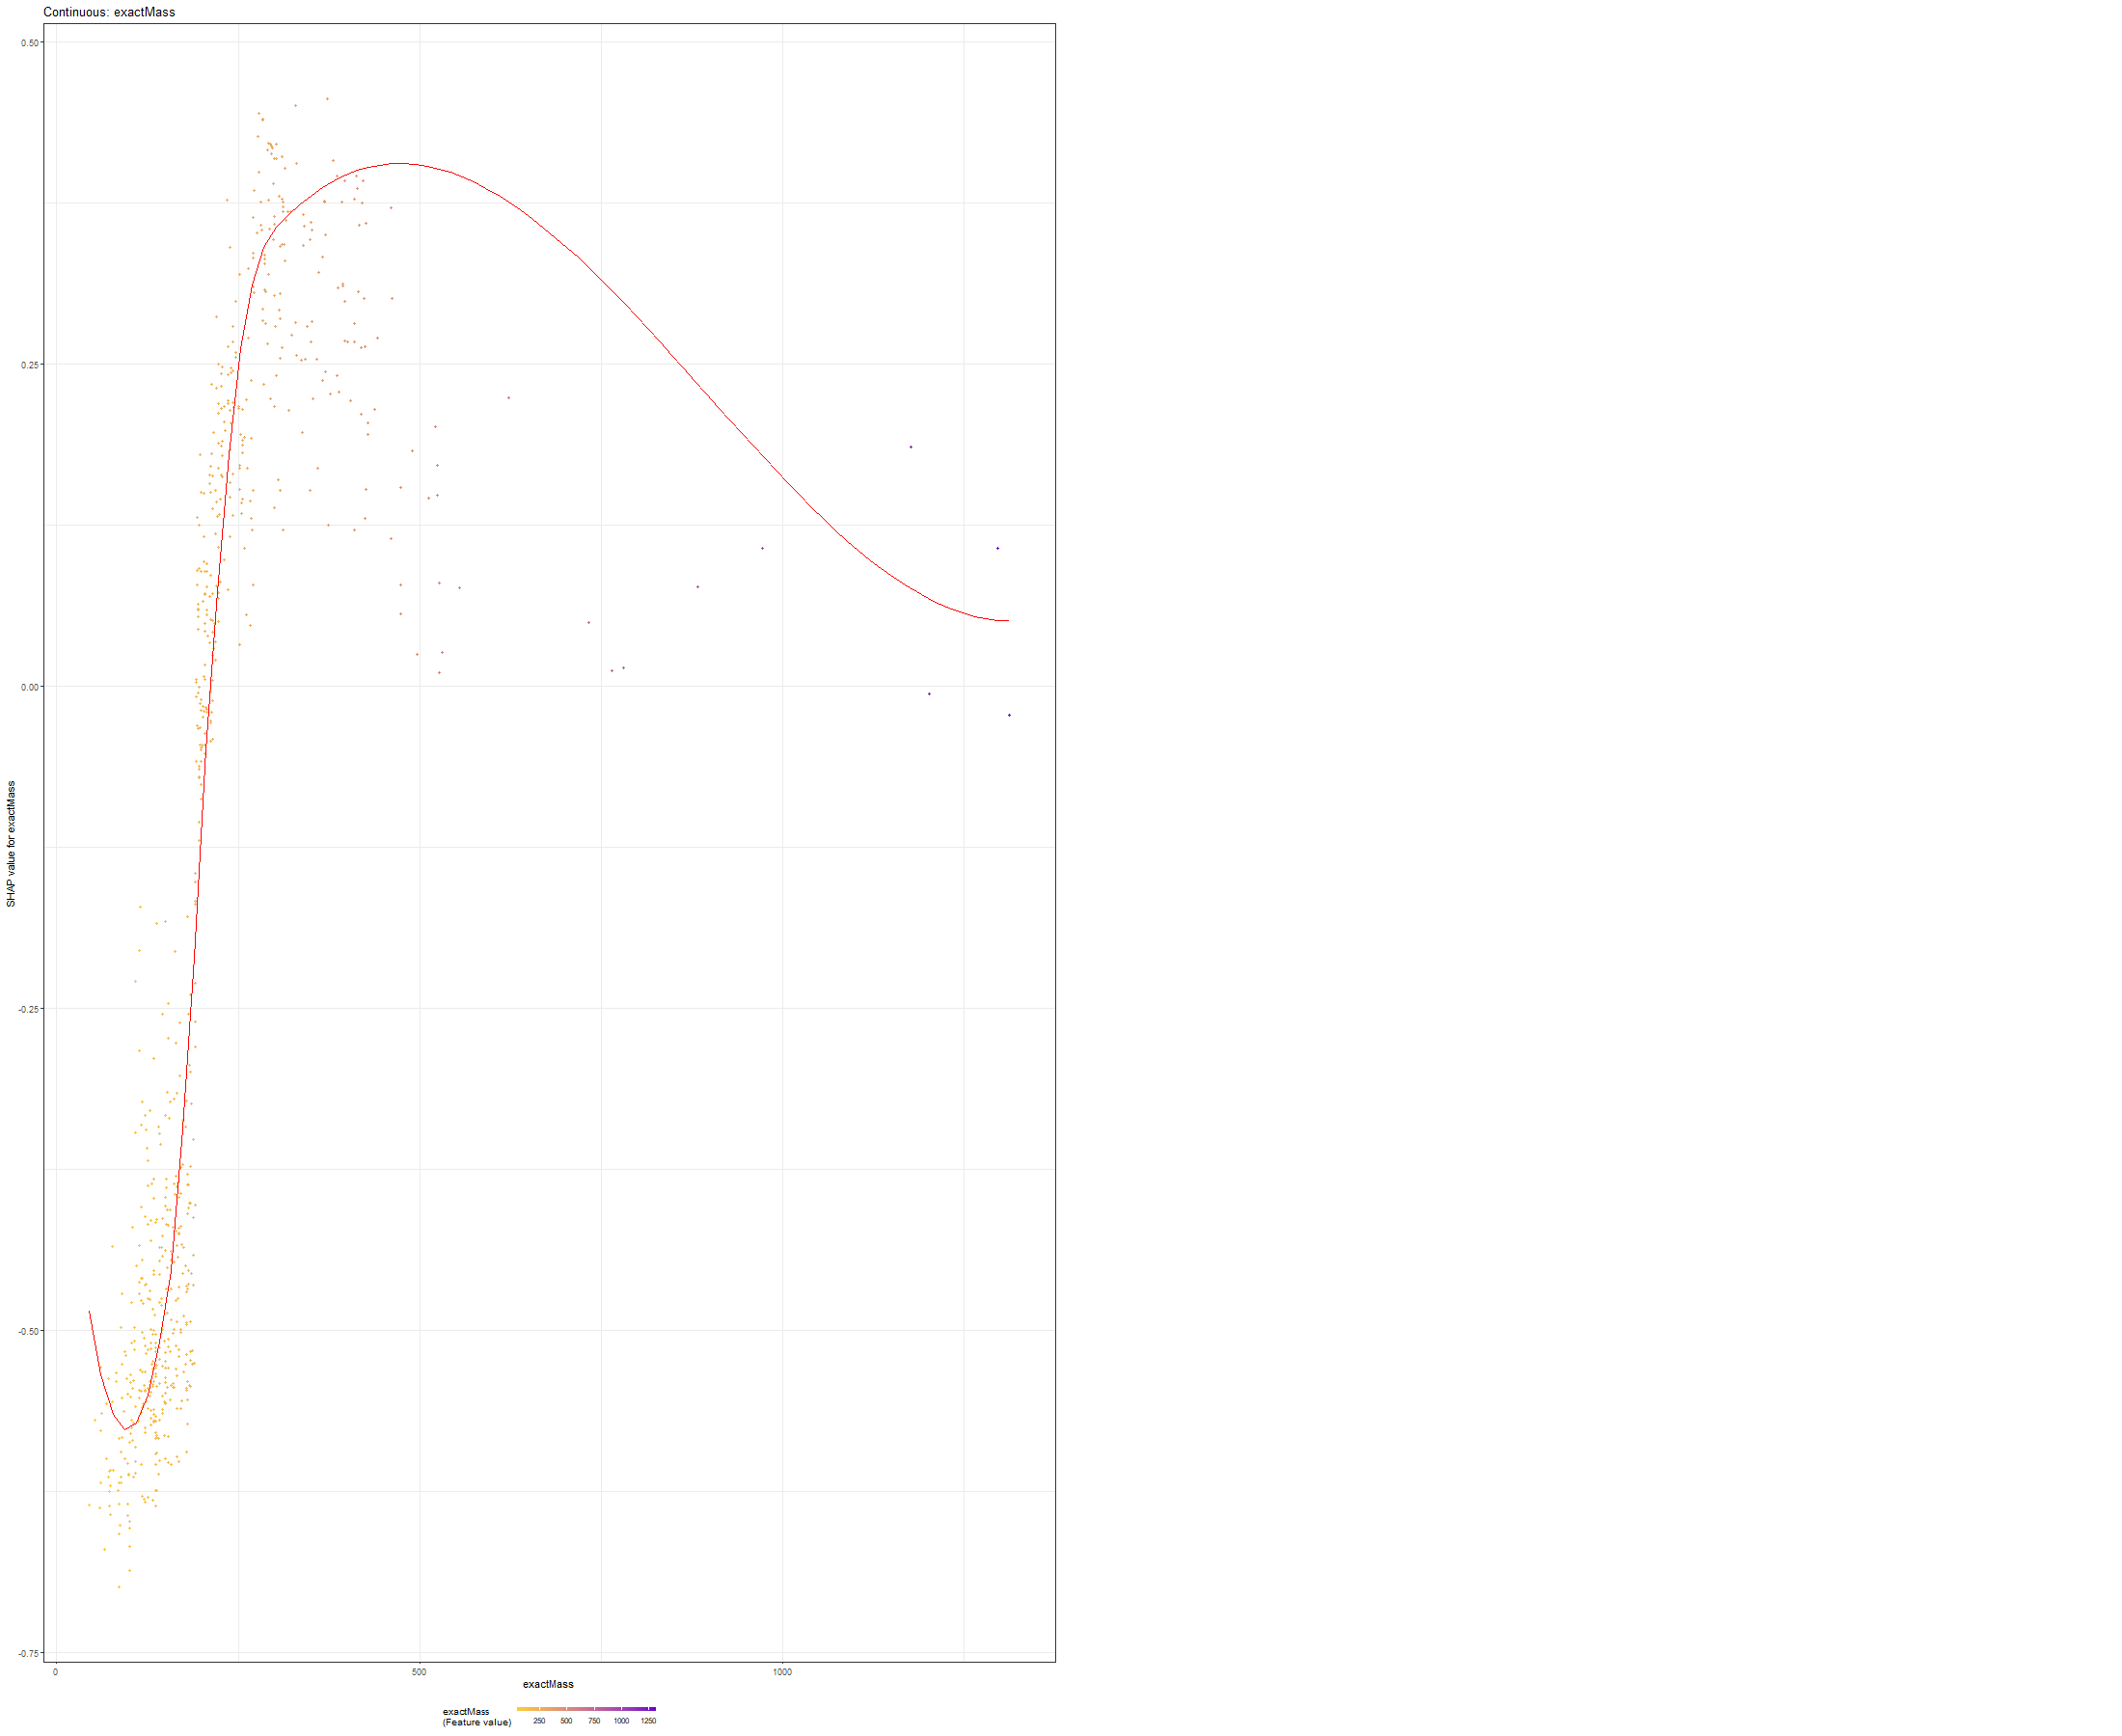 Continuous: exactMass
0.50
0.25
0.00
-0.25
-0.50
-0.75
SHAP value for exactMass
0 500 1000
exactMass
exactMass
(Feature value)
250 500 750 1000 1250